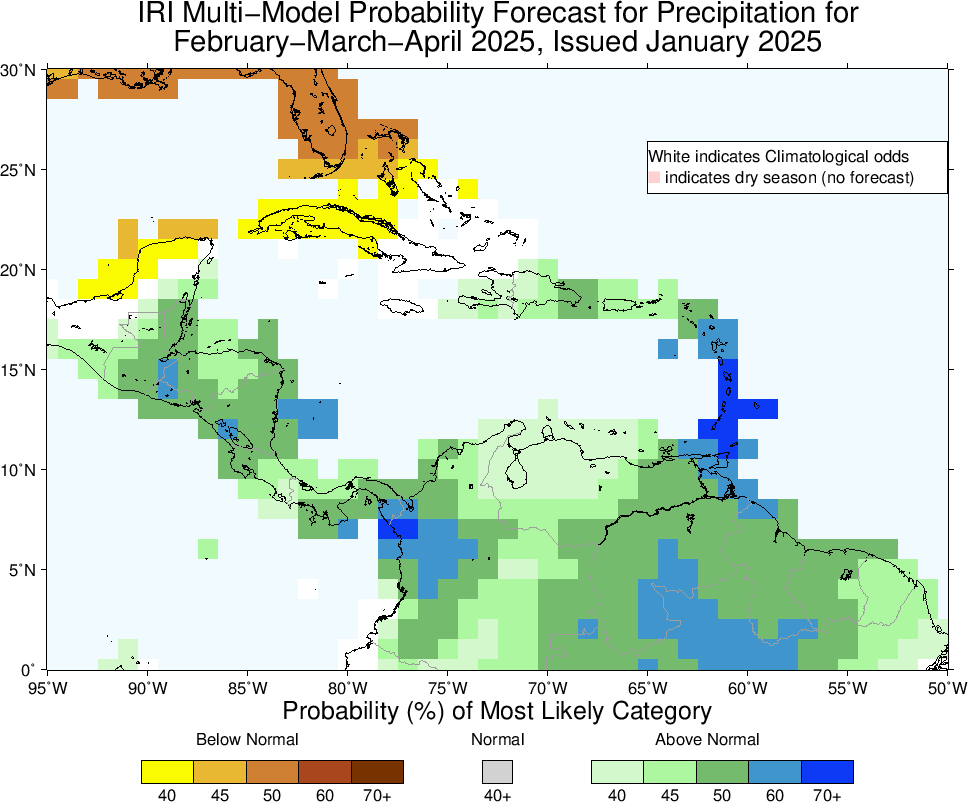 IRI Multi−Model Probability Forecast for Precipitation for
February−March−April 2025, Issued January 2025
30˚N
25˚N
20˚N
15˚N
10˚N
5˚N
0˚
White indicates Climatological odds
indicates dry season (no forecast)
95˚W 90˚W 85˚W 80˚W 75˚W 70˚W 65˚W 60˚W 55˚W 50˚W
Probability (%) of Most Likely Category
Below Normal Normal Above Normal
40 45 50 60 70+ 40+ 40 45 50 60 70+